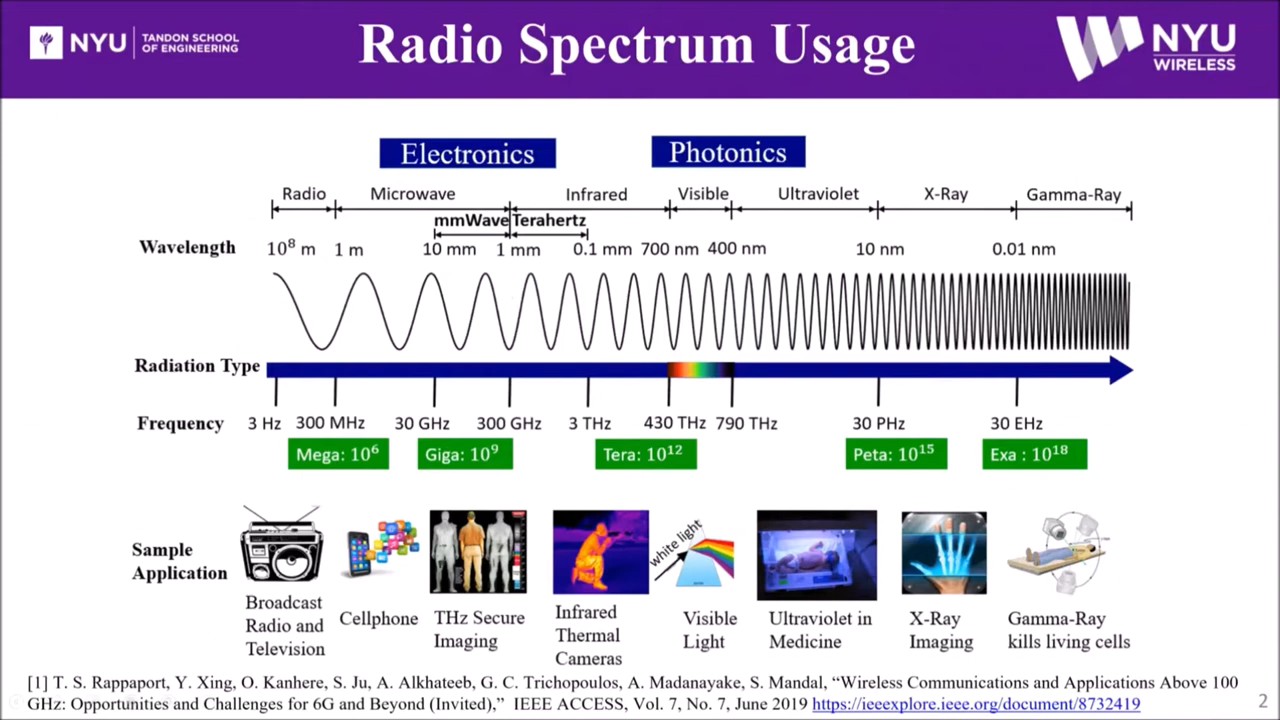 NYU TANDON SCHOOL OF ENGINEERING
Radio Spectrum Usage
NYU WIRELESS
Electronics Photonics
Radio Microwave Infrared Visible Ultraviolet X-Ray Gamma-Ray
mmWave Terahertz
Wavelength 10⁸ m 1 m 10 mm 1 mm 0.1 mm 700 nm 400 nm 10 nm 0.01 nm
Radiation Type
Frequency 3 Hz 300 MHz 30 GHz 300 GHz 3 THz 430 THz 790 THz 30 PHz 30 EHz
Mega: 10⁶ Giga: 10⁹ Tera: 10¹² Peta: 10¹⁵ Exa : 10¹⁸
white light
Sample
Application
Broadcast
Radio and
Television
Cellphone
THz Secure
Imaging
Infrared
Thermal
Cameras
Visible
Light
Ultraviolet in
Medicine
X-Ray
Imaging
Gamma-Ray
kills living cells
[1] T. S. Rappaport, Y. Xing, O. Kanhere, S. Ju, A. Alkhateeb, G. C. Trichopoulos, A. Madanayake, S. Mandal, “Wireless Communications and Applications Above 100
GHz: Opportunities and Challenges for 6G and Beyond (Invited),” IEEE ACCESS, Vol. 7, No. 7, June 2019 https://ieeexplore.ieee.org/document/8732419
2